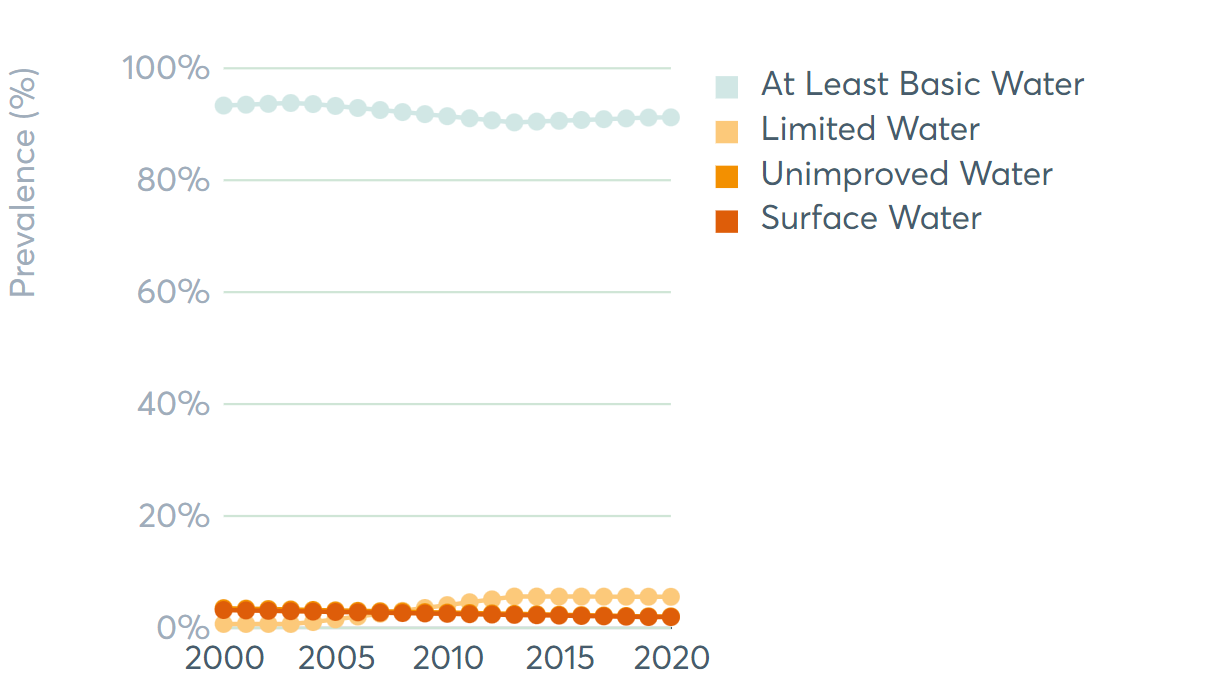 Prevalence (%)
100%
80%
60%
40%
20%
0%
2000 2005 2010 2015 2020
At Least Basic Water
Limited Water
Unimproved Water
Surface Water